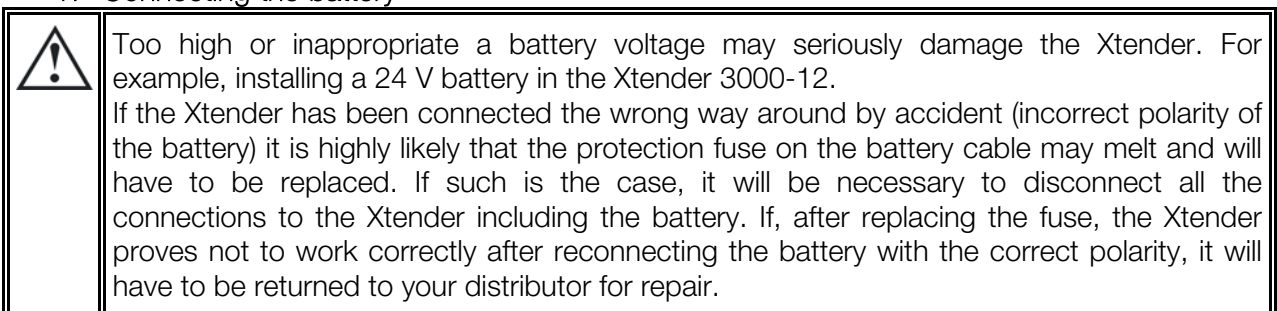 Too high or inappropriate a battery voltage may seriously damage the Xtender. For
example, installing a 24 V battery in the Xtender 3000-12.
If the Xtender has been connected the wrong way around by accident (incorrect polarity of
the battery) it is highly likely that the protection fuse on the battery cable may melt and will
have to be replaced. If such is the case, it will be necessary to disconnect all the
connections to the Xtender including the battery. If, after replacing the fuse, the Xtender
proves not to work correctly after reconnecting the battery with the correct polarity, it will
have to be returned to your distributor for repair.